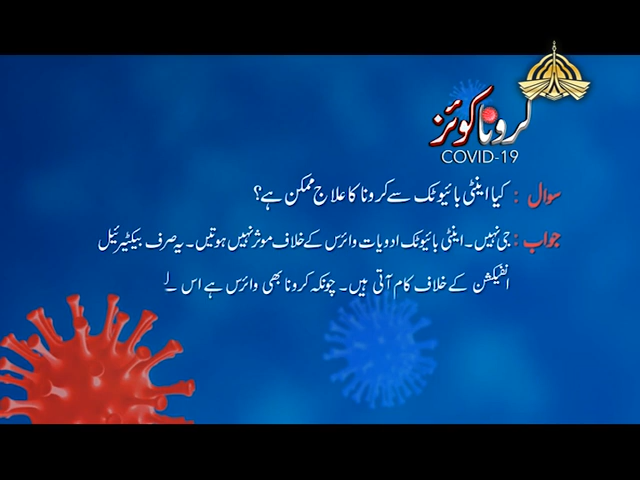 کرونا کوئز
COVID-19
سوال : کیا اینٹی بائیوٹک سے کرونا کا علاج ممکن ہے؟
جواب : جی نہیں۔ اینٹی بائیوٹک ادویات وائرس کے خلاف موثر نہیں ہوتیں۔ یہ صرف بیکٹیرئیل
انفیکشن کے خلاف کام آتی ہیں۔ چونکہ کرونا بھی وائرس ہے اس